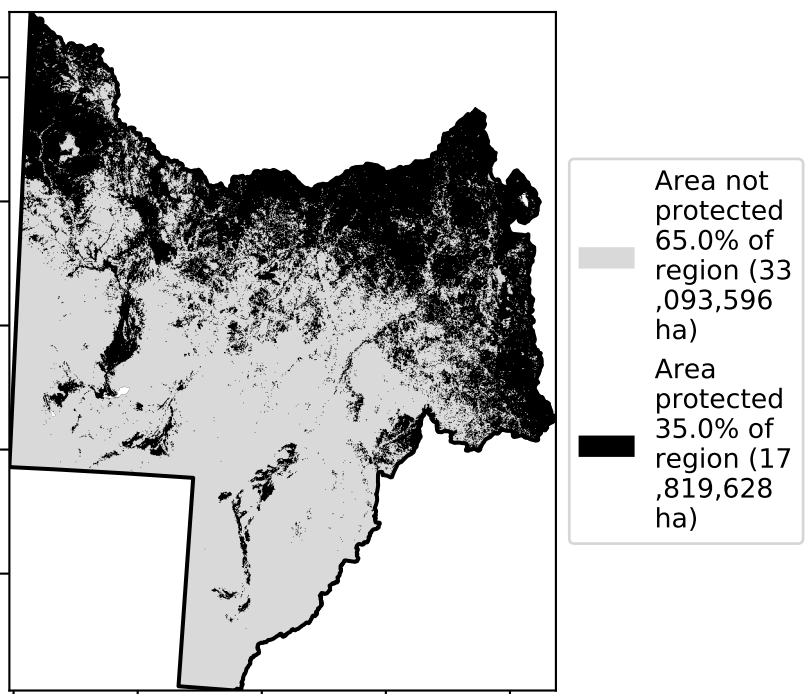 Area not
protected
65.0% of
region (33
,093,596
ha)
Area
protected
35.0% of
region (17
,819,628
ha)